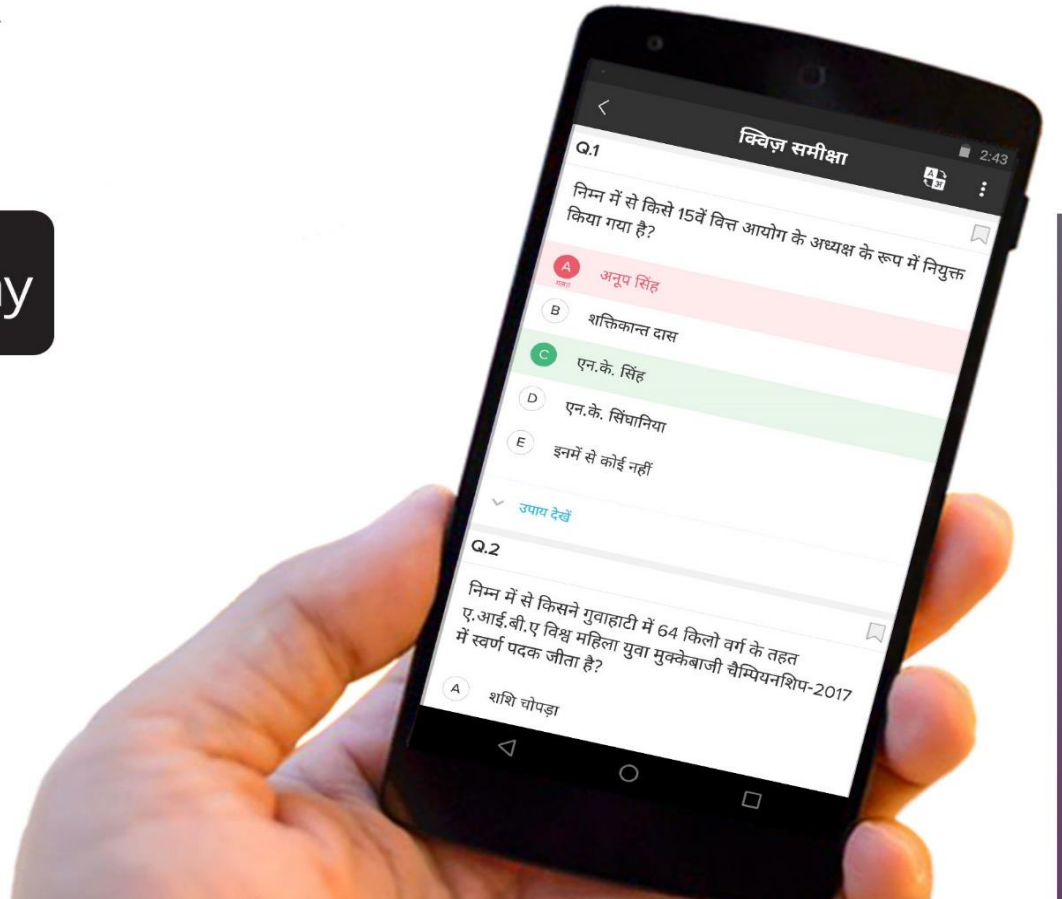 ay
2:43
क्विज़ समीक्षा
Q.1
निम्न में से किसे 15वें वित्त आयोग के अध्यक्ष के रूप में नियुक्त
किया गया है?
A अनूप सिंह
B शक्तिकान्त दास
C एन.के. सिंह
D एन.के. सिंघानिया
E इनमें से कोई नहीं
उपाय देखें
Q.2
निम्न में से किसने गुवाहाटी में 64 किलो वर्ग के तहत
ए.आई.बी.ए विश्व महिला युवा मुक्केबाजी चैम्पियनशिप-2017
में स्वर्ण पदक जीता है?
A शशि चोपड़ा